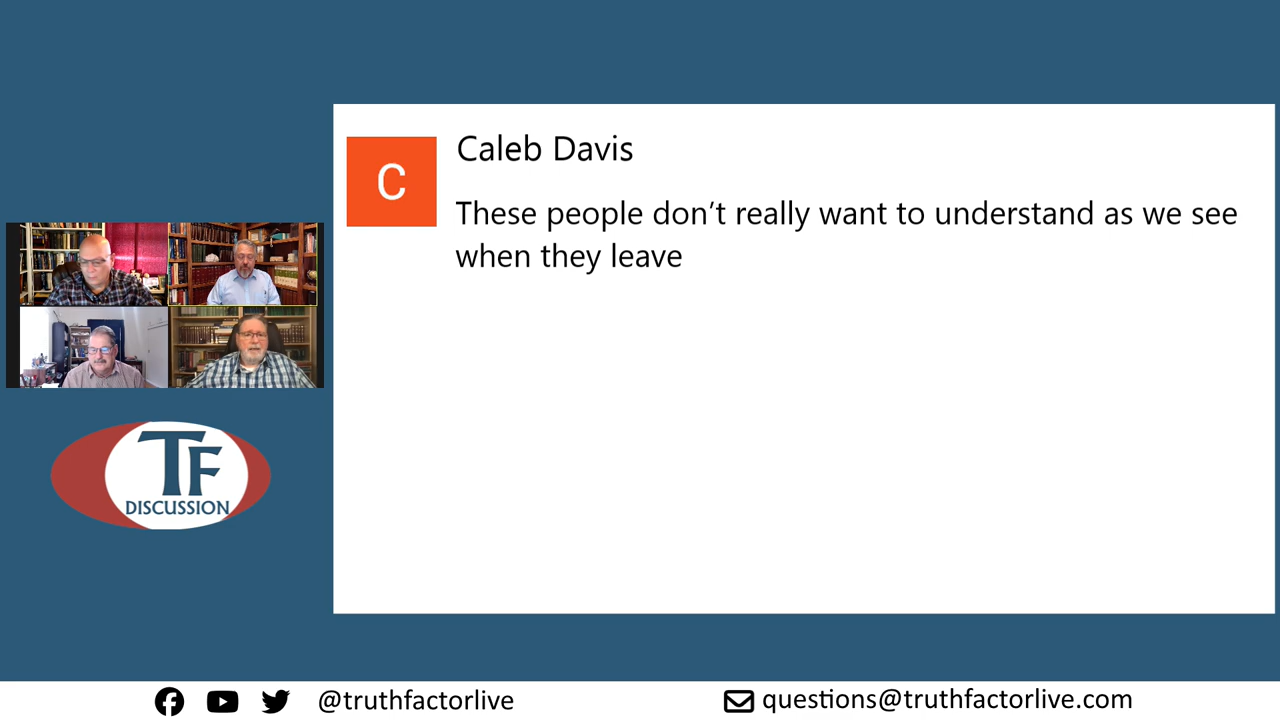 C
Caleb Davis
These people don’t really want to understand as we see
when they leave
TF
DISCUSSION
@truthfactorlive
questions@truthfactorlive.com